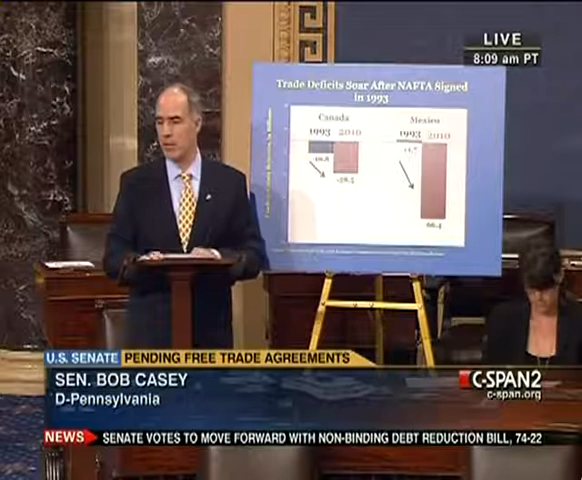 LIVE
8:09 am PT
Trade Deficits Soar After NAFTA Signed
in 1993
Canada
Mexico
1993 2010
1993 2010
-28.5
66.4
U.S. SENATE PENDING FREE TRADE AGREEMENTS
SEN. BOB CASEY
D-Pennsylvania
C-SPAN2
c-span.org
NEWS SENATE VOTES TO MOVE FORWARD WITH NON-BINDING DEBT REDUCTION BILL, 74-22